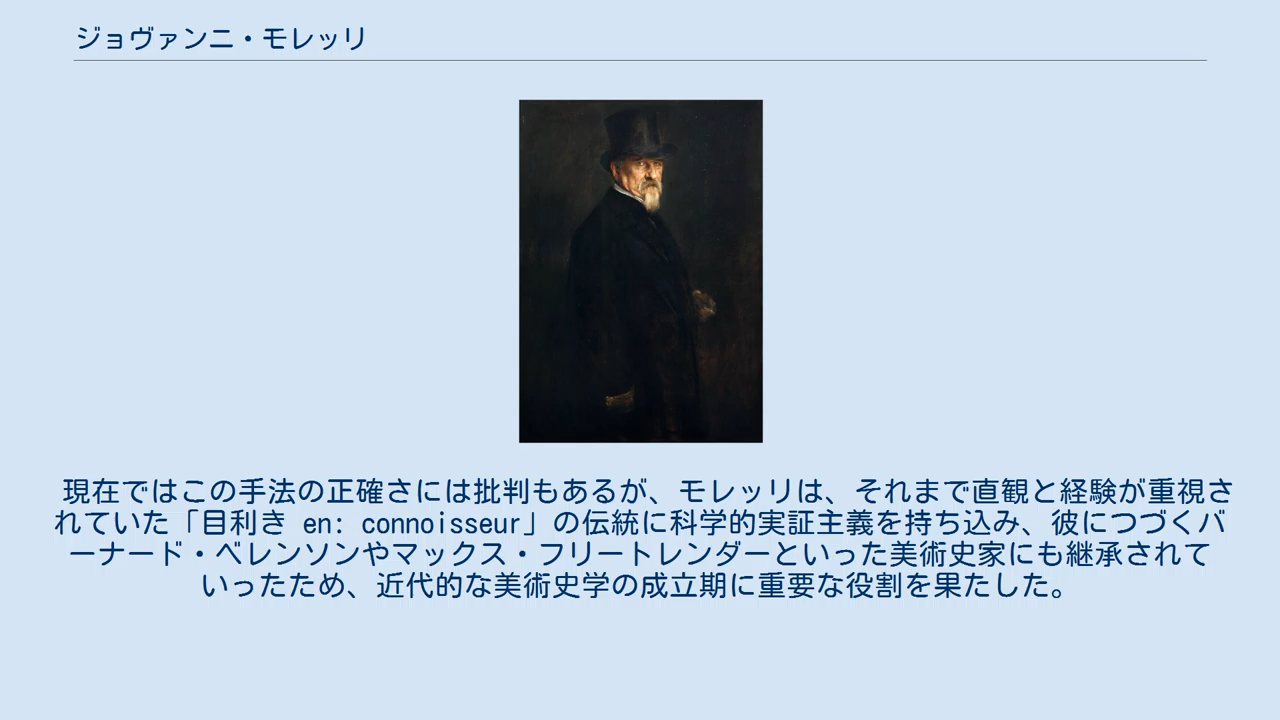 ジョヴァンニ・モレッリ
現在ではこの手法の正確さには批判もあるが、モレッリは、それまで直観と経験が重視さ
れていた「目利き en: connoisseur」の伝統に科学的実証主義を持ち込み、彼につづくバ
ーナード・ベレンソンやマックス・フリートレンダーといった美術史家にも継承されて
いったため、近代的な美術史学の成立期に重要な役割を果たした。